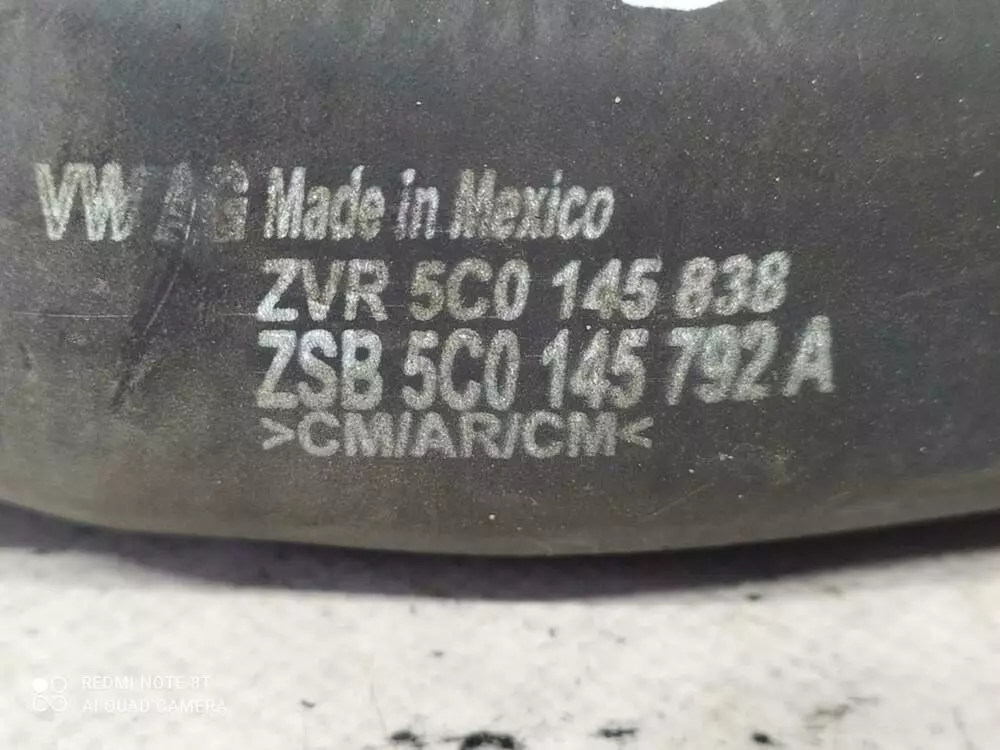 VW AG Made in Mexico
ZVR 5C0 145 838
ZSB 5C0 145 792 A
>CM/AR/CM<
REDMI NOTE 8T
AI QUAD CAMERA